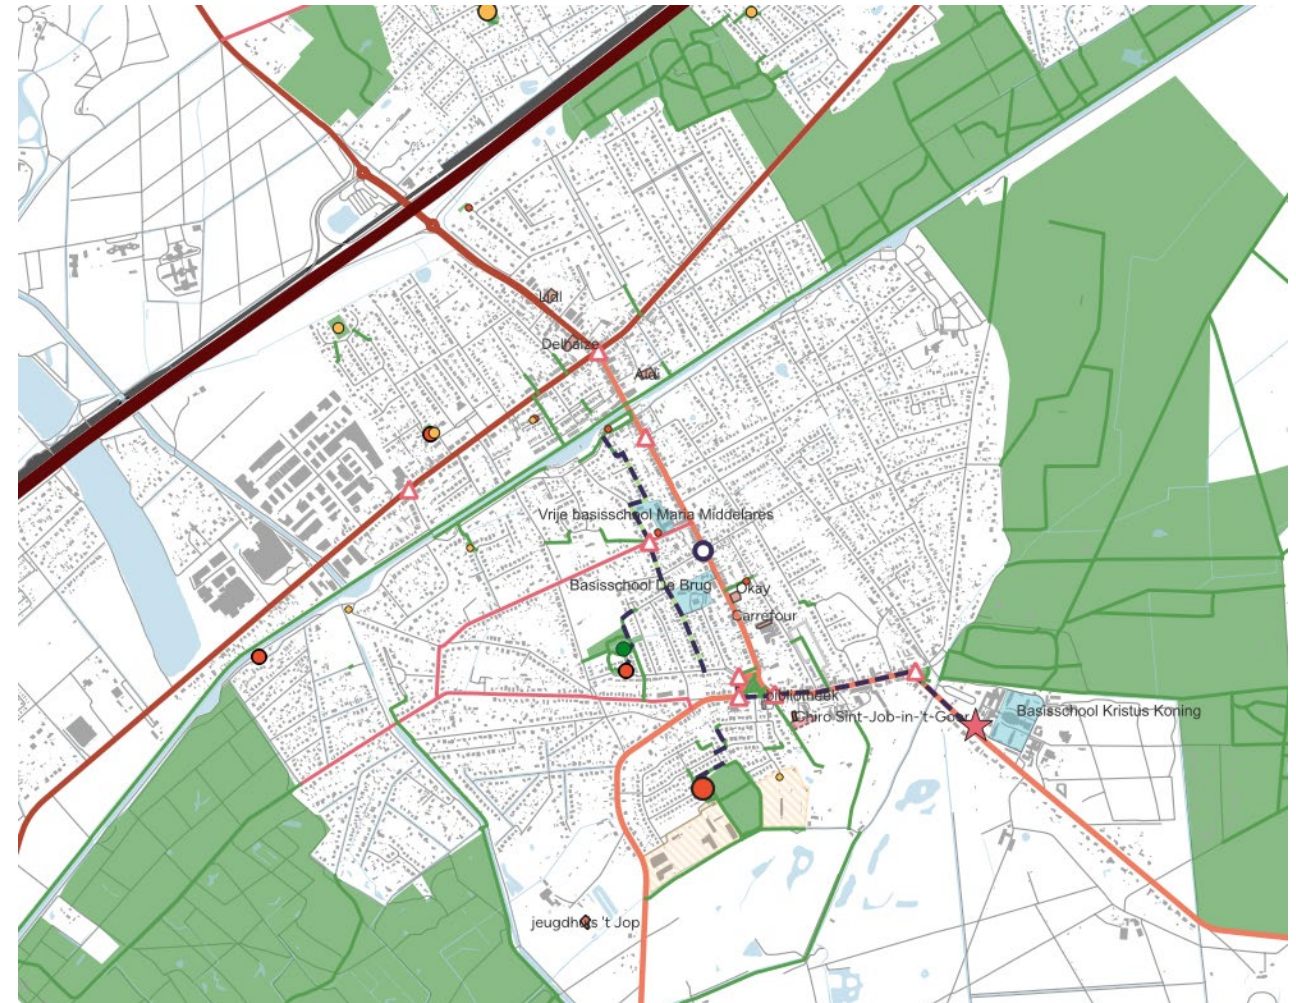 Lidl
Delhaize
Aldi
Vrije basisschool Maria Middelares
Basisschool De Brug
Okay
Carrefour
bibliotheek
Chiro Sint-Job-in-'t-Goor
Basisschool Kristus Koning
jeugdhuis 't Jop